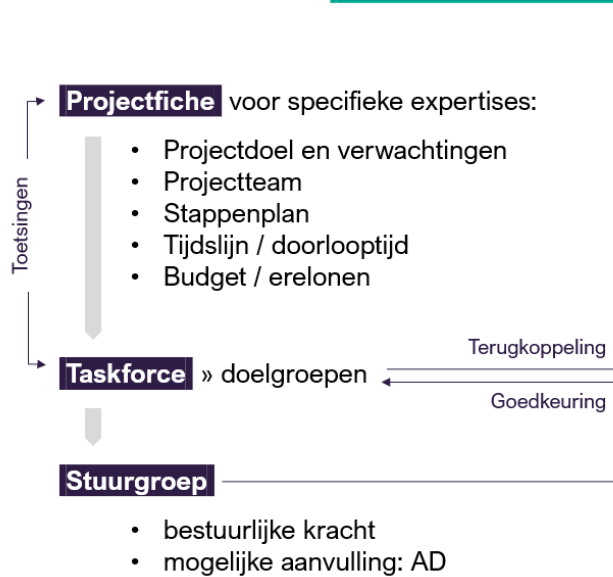 Projectfiche voor specifieke expertises:
• Projectdoel en verwachtingen
• Projectteam
• Stappenplan
• Tijdslijn / doorlooptijd
• Budget / erelonen
Toetsingen
Taskforce » doelgroepen
Terugkoppeling
Goedkeuring
Stuurgroep
• bestuurlijke kracht
• mogelijke aanvulling: AD